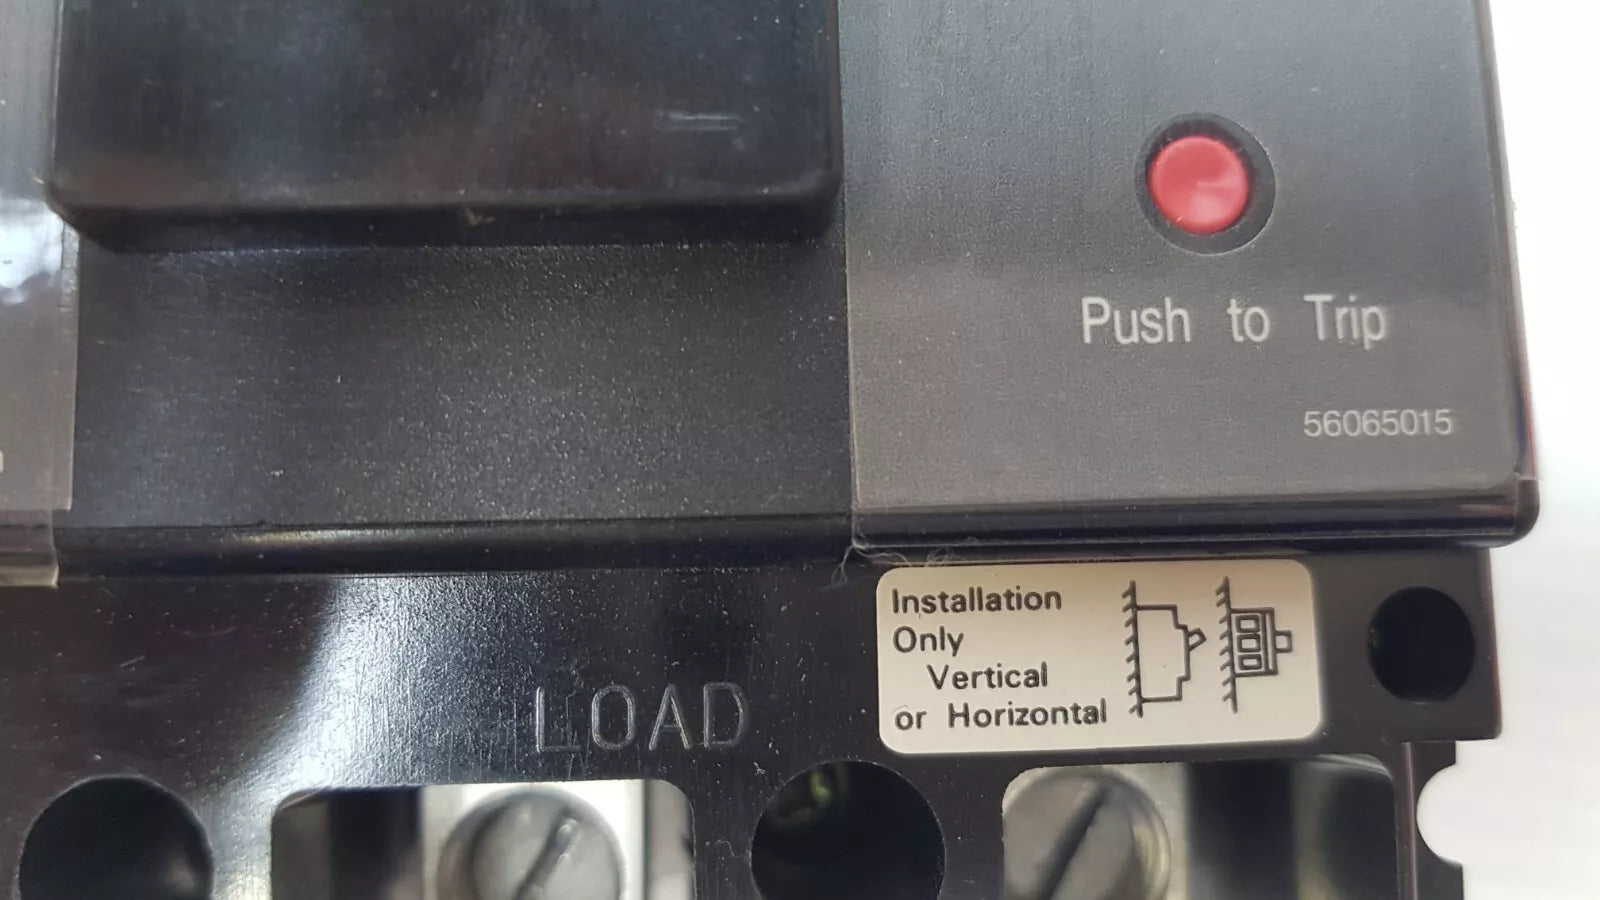 Push to Trip
56065015
Installation
Only
Vertical
or Horizontal
LOAD